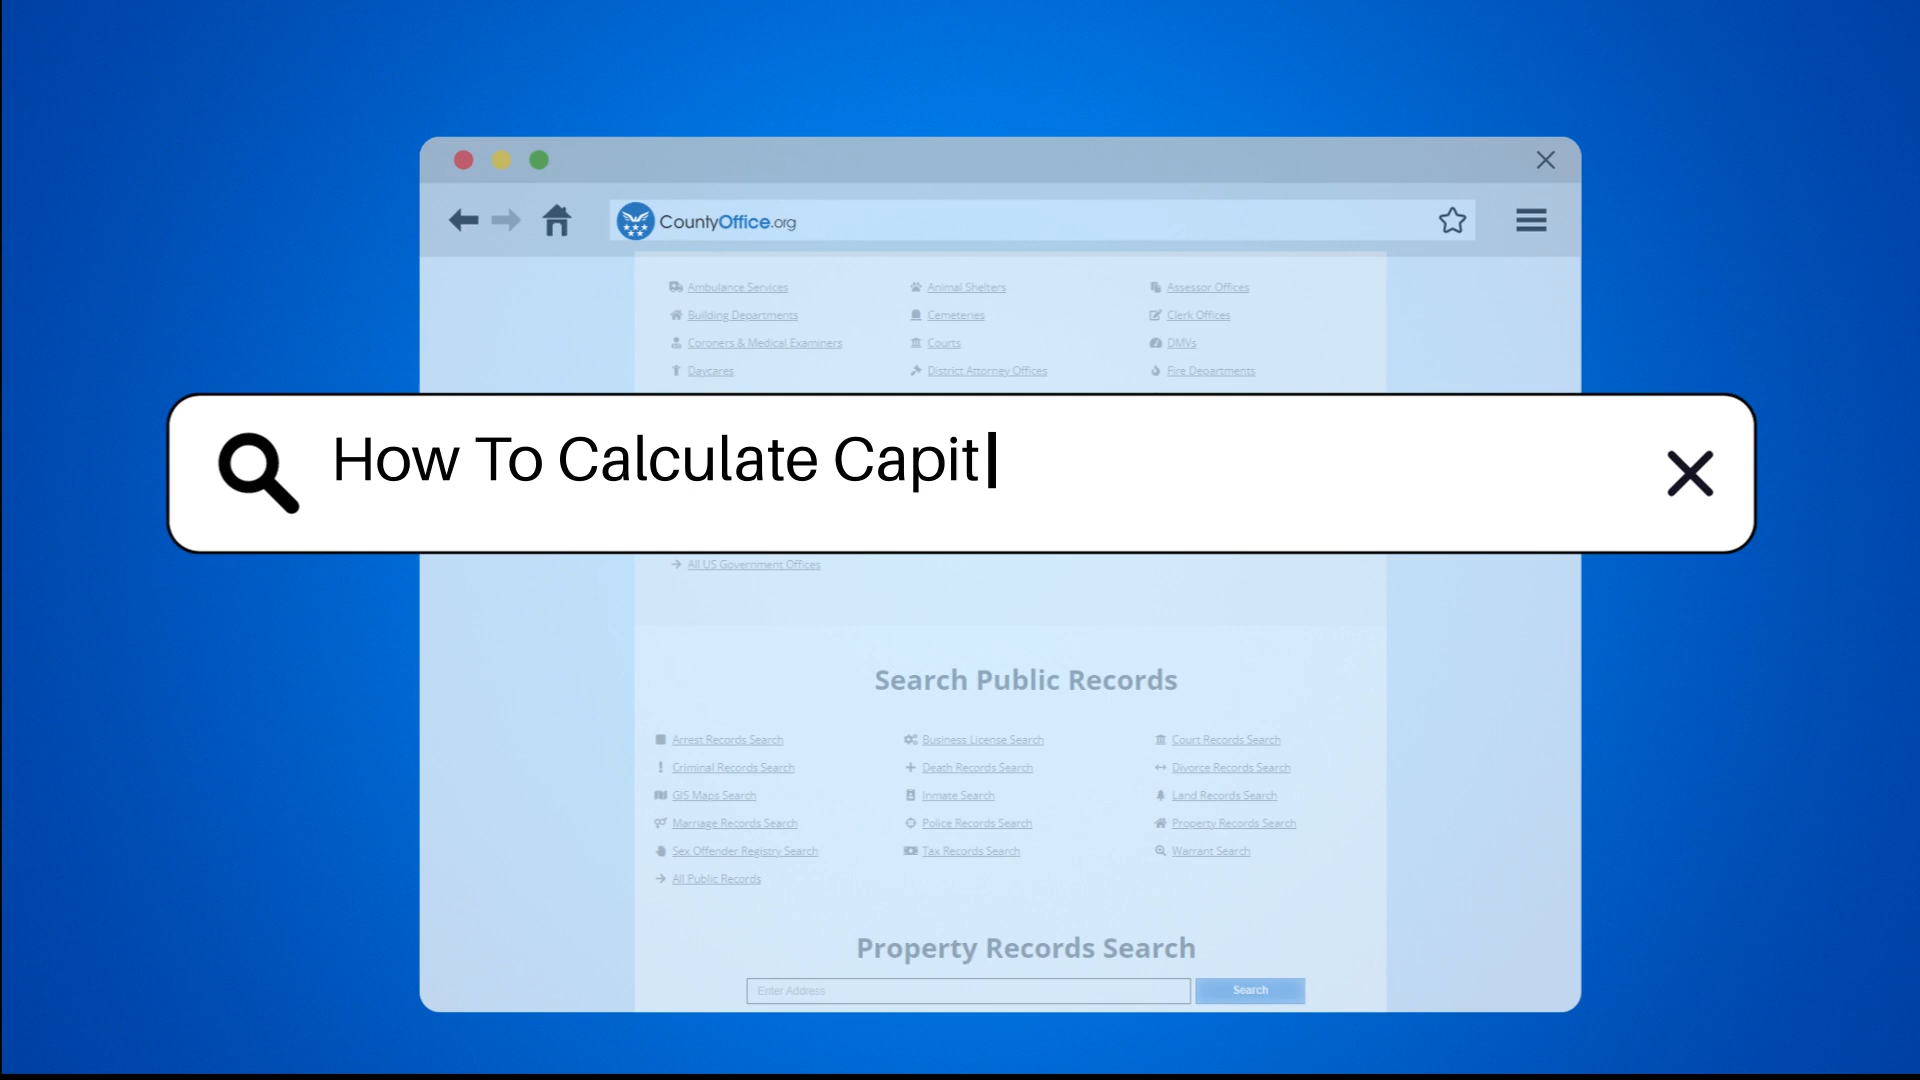 CountyOffice.org
Ambulance Services Animal Shelters Assessor Offices
Building Departments Cemeteries Clerk Offices
Coroners & Medical Examiners Courts DMVs
Daycares District Attorney Offices Fire Departments
How To Calculate Capit
All US Government Offices
Search Public Records
Arrest Records Search Business License Search Court Records Search
Criminal Records Search Death Records Search Divorce Records Search
GIS Maps Search Inmate Search Land Records Search
Marriage Records Search Police Records Search Property Records Search
Sex Offender Registry Search Tax Records Search Warrant Search
All Public Records
Property Records Search
Enter Address Search